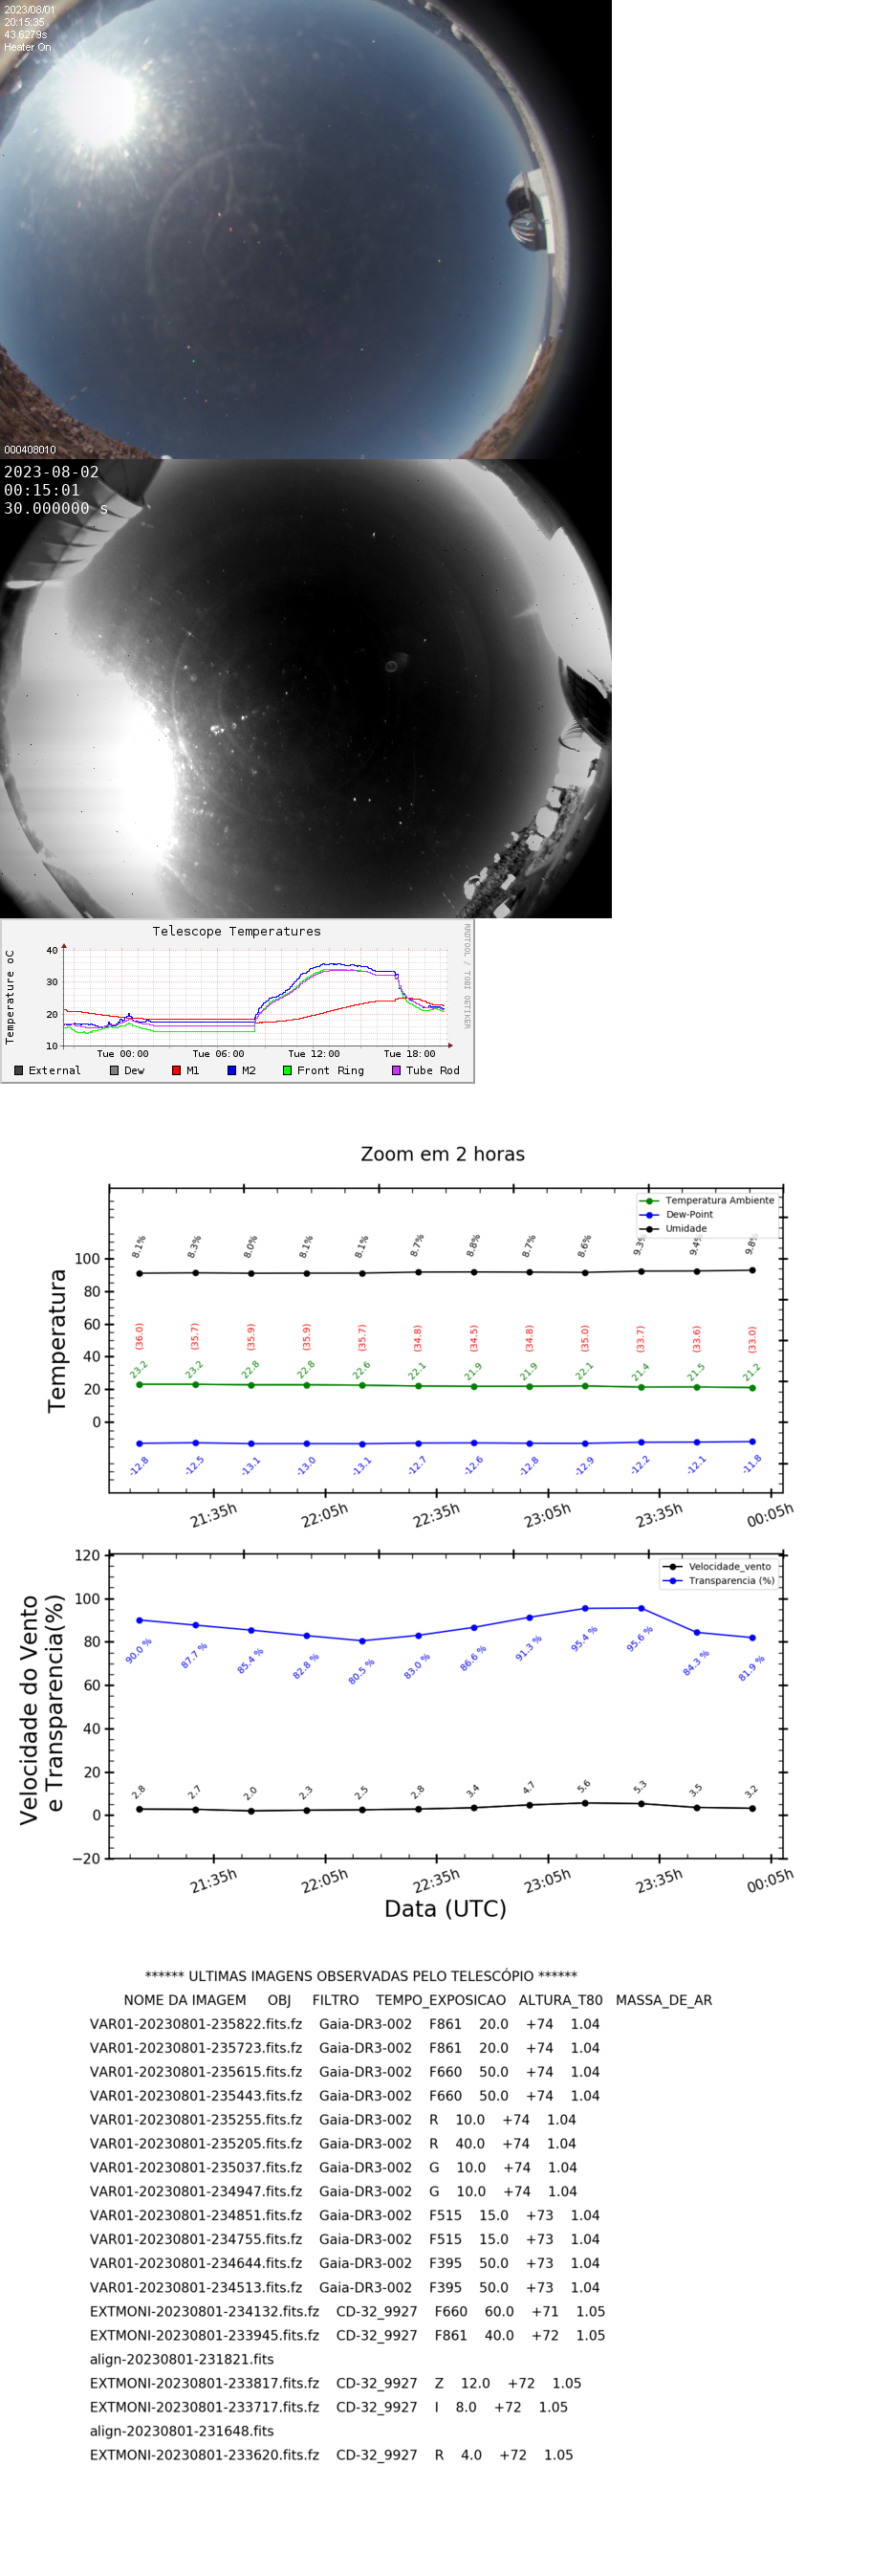 2023/08/01
20:15:35
43.6279s
Heater On
000408010
2023-08-02
00:15:01
30.000000 s
Telescope Temperatures
RRDTOOL / TOBI OETIKER
Temperature oC
40
30
20
10
Tue 00:00 Tue 06:00 Tue 12:00 Tue 18:00
External Dew M1 M2 Front Ring Tube Rod
Zoom em 2 horas
Temperatura Ambiente
Dew-Point
Umidade
Temperatura
100
80
60
40
20
0
8.1% 8.3% 8.0% 8.1% 8.1% 8.7% 8.8% 8.7% 8.6% 9.3% 9.4% 9.8%
(36.0) (35.7) (35.9) (35.9) (35.7) (34.8) (34.5) (34.8) (35.0) (33.7) (33.6) (33.0)
23.2 23.2 22.8 22.8 22.6 22.1 21.9 21.9 22.1 21.4 21.5 21.2
-12.8 -12.5 -13.1 -13.0 -13.1 -12.7 -12.6 -12.8 -12.9 -12.2 -12.1 -11.8
21:35h 22:05h 22:35h 23:05h 23:35h 00:05h
Velocidade do Vento
e Transparencia(%)
120
100
80
60
40
20
0
−20
Velocidade_vento
Transparencia (%)
90.0 % 87.7 % 85.4 % 82.8 % 80.5 % 83.0 % 86.6 % 91.3 % 95.4 % 95.6 % 84.3 % 81.9 %
2.8 2.7 2.0 2.3 2.5 2.8 3.4 4.7 5.6 5.3 3.5 3.2
21:35h 22:05h 22:35h 23:05h 23:35h 00:05h
Data (UTC)
****** ULTIMAS IMAGENS OBSERVADAS PELO TELESCÓPIO ******
NOME DA IMAGEM OBJ FILTRO TEMPO_EXPOSICAO ALTURA_T80 MASSA_DE_AR
VAR01-20230801-235822.fits.fz Gaia-DR3-002 F861 20.0 +74 1.04
VAR01-20230801-235723.fits.fz Gaia-DR3-002 F861 20.0 +74 1.04
VAR01-20230801-235615.fits.fz Gaia-DR3-002 F660 50.0 +74 1.04
VAR01-20230801-235443.fits.fz Gaia-DR3-002 F660 50.0 +74 1.04
VAR01-20230801-235255.fits.fz Gaia-DR3-002 R 10.0 +74 1.04
VAR01-20230801-235205.fits.fz Gaia-DR3-002 R 40.0 +74 1.04
VAR01-20230801-235037.fits.fz Gaia-DR3-002 G 10.0 +74 1.04
VAR01-20230801-234947.fits.fz Gaia-DR3-002 G 10.0 +74 1.04
VAR01-20230801-234851.fits.fz Gaia-DR3-002 F515 15.0 +73 1.04
VAR01-20230801-234755.fits.fz Gaia-DR3-002 F515 15.0 +73 1.04
VAR01-20230801-234644.fits.fz Gaia-DR3-002 F395 50.0 +73 1.04
VAR01-20230801-234513.fits.fz Gaia-DR3-002 F395 50.0 +73 1.04
EXTMONI-20230801-234132.fits.fz CD-32_9927 F660 60.0 +71 1.05
EXTMONI-20230801-233945.fits.fz CD-32_9927 F861 40.0 +72 1.05
align-20230801-231821.fits
EXTMONI-20230801-233817.fits.fz CD-32_9927 Z 12.0 +72 1.05
EXTMONI-20230801-233717.fits.fz CD-32_9927 I 8.0 +72 1.05
align-20230801-231648.fits
EXTMONI-20230801-233620.fits.fz CD-32_9927 R 4.0 +72 1.05